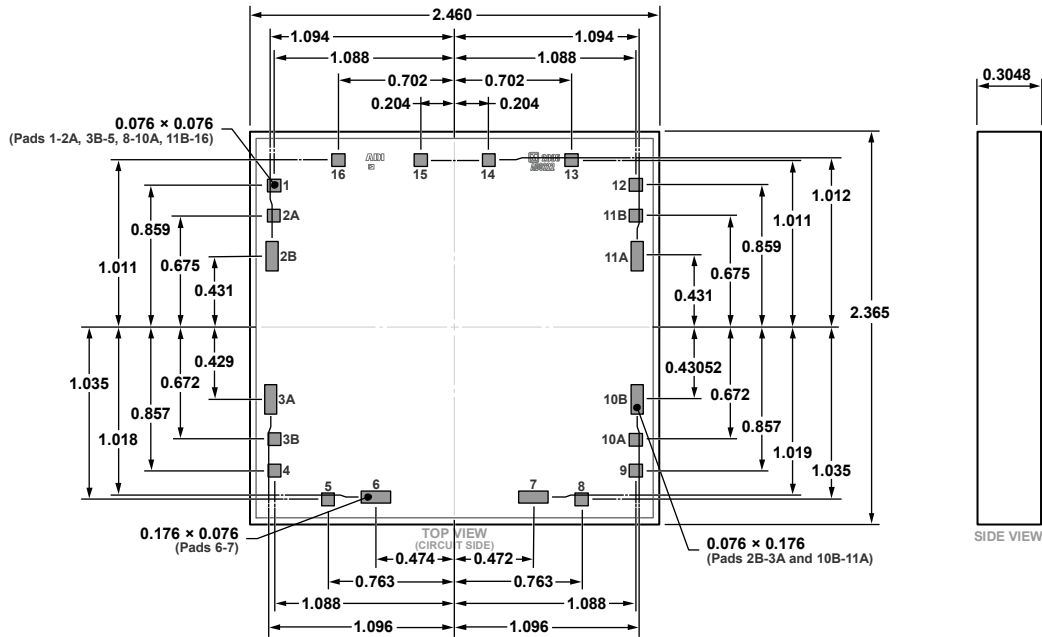 2.460
1.094
1.094
1.088
1.088
0.702
0.702
0.204
0.204
0.3048
0.076 × 0.076
(Pads 1-2A, 3B-5, 8-10A, 11B-16)
ADI
16
15
14
13
1
12
2A
11B
2B
11A
1.011
0.859
0.675
0.431
0.431
0.675
0.859
1.011
1.012
2.365
1.035
1.018
0.857
0.672
0.429
0.43052
0.672
0.857
1.019
1.035
3A
10B
3B
10A
4
9
5
6
7
8
0.176 × 0.076
(Pads 6-7)
TOP VIEW
(CIRCUIT SIDE)
0.076 × 0.176
(Pads 2B-3A and 10B-11A)
SIDE VIEW
0.474
0.472
0.763
0.763
1.088
1.088
1.096
1.096